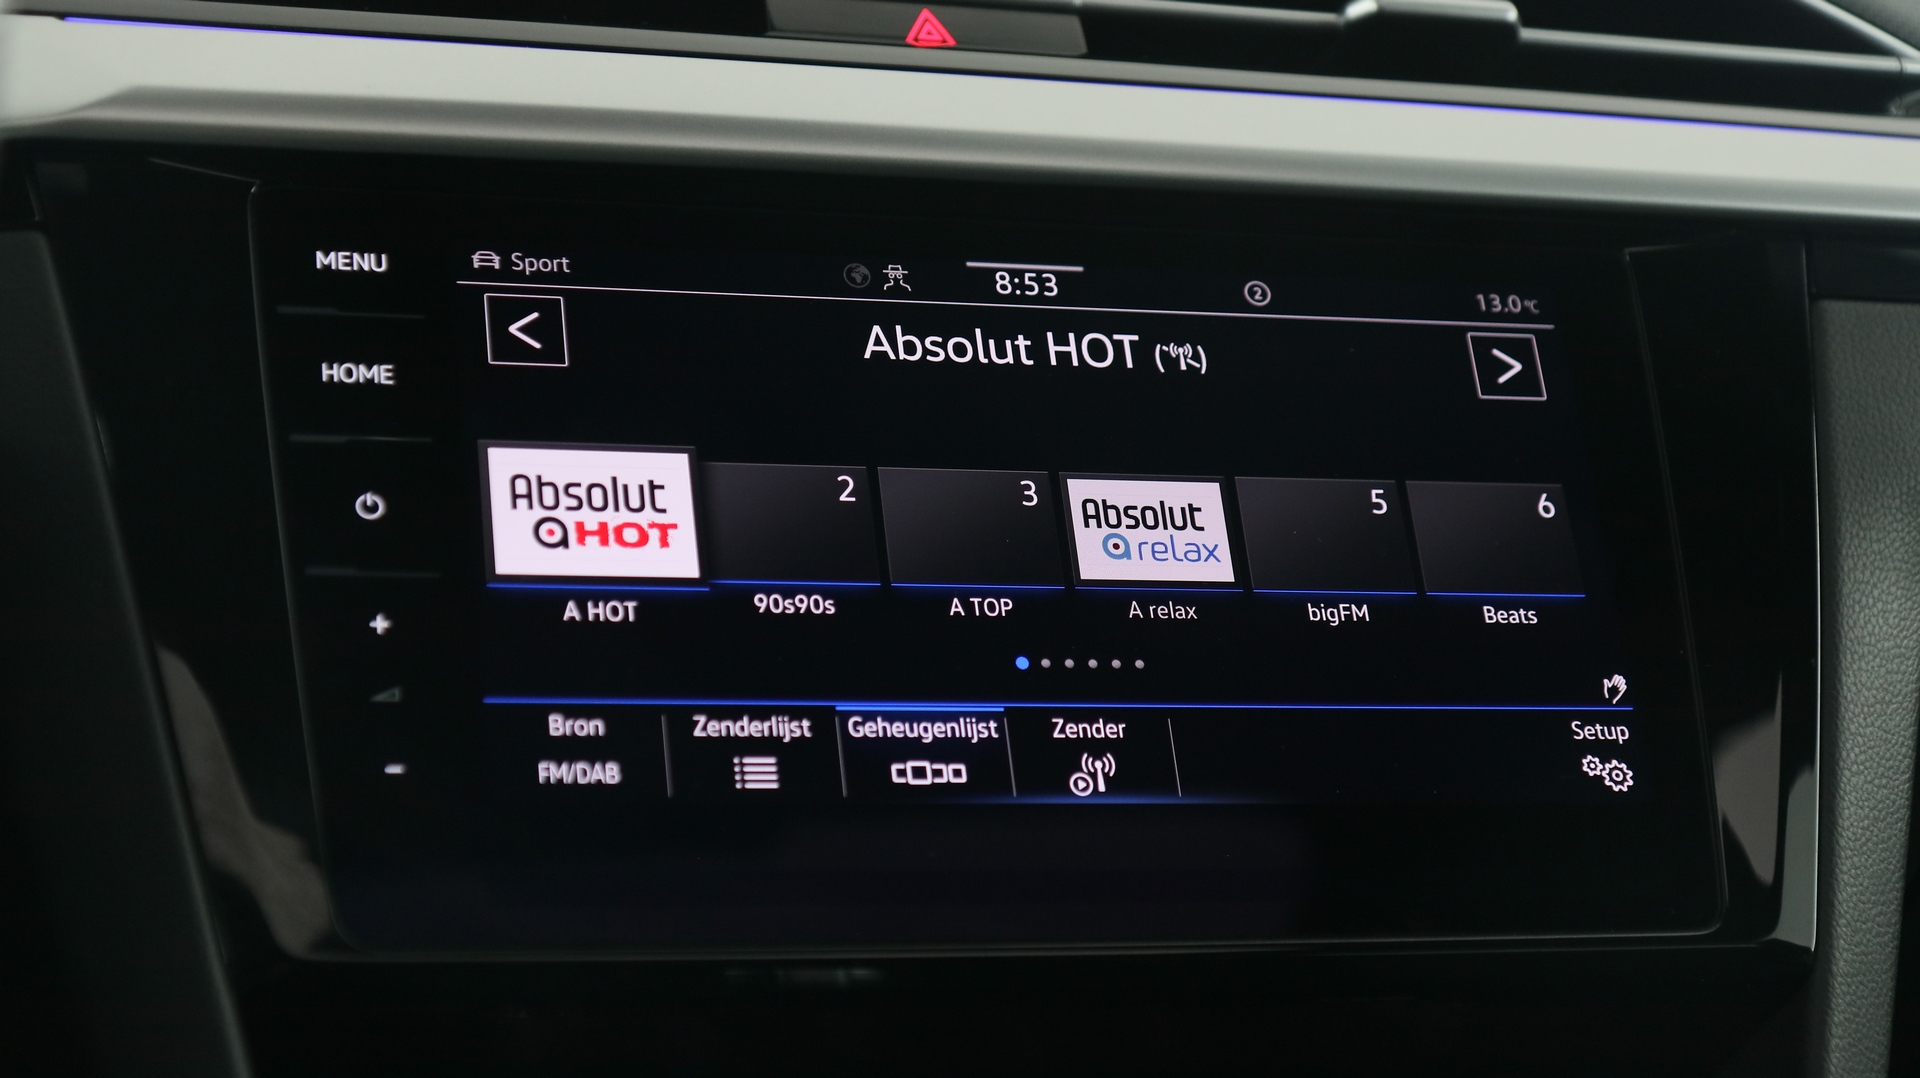 MENU
HOME
Sport
8:53
2
13.0°C
<
Absolut HOT
>
Absolut
a HOT
2
3
Absolut
a relax
5
6
A HOT
90s90s
A TOP
A relax
bigFM
Beats
+
-
Bron
FM/DAB
Zenderlijst
Geheugenlijst
Zender
Setup